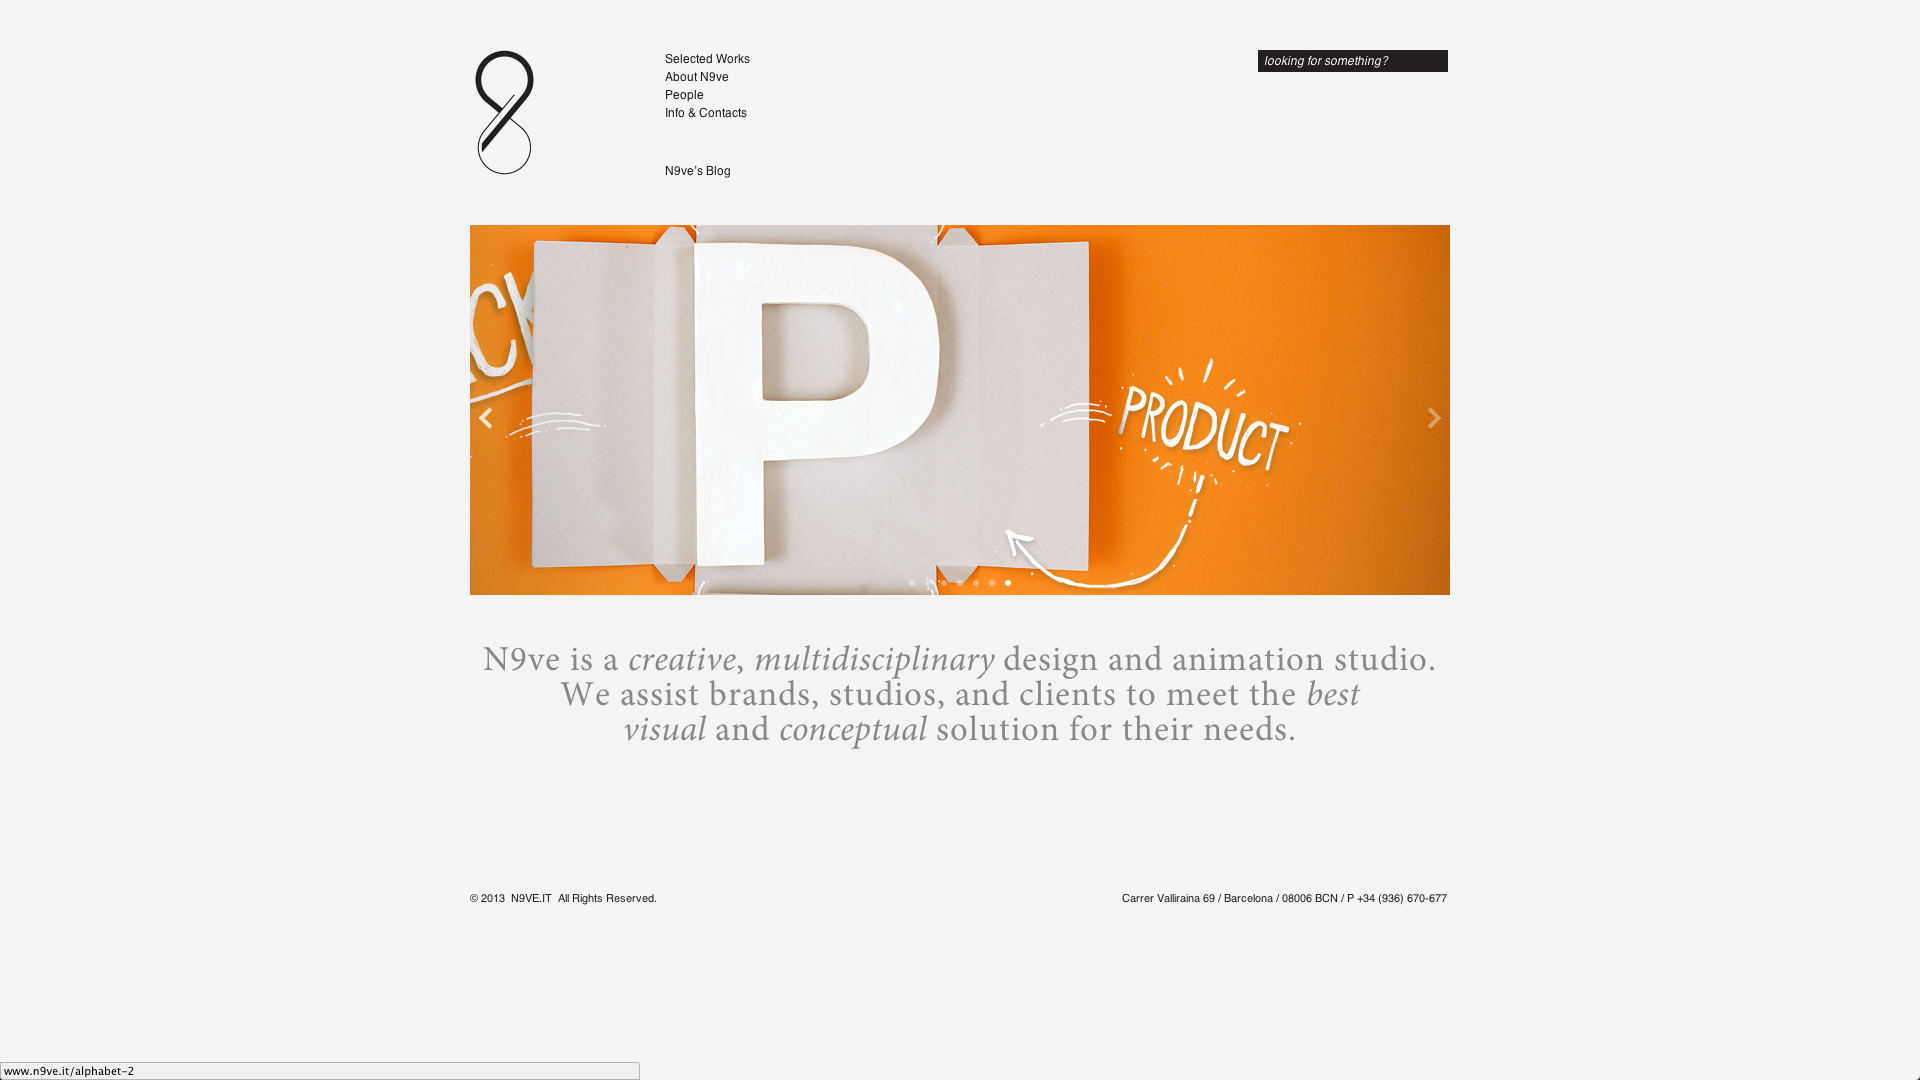 Selected Works
About N9ve
People
Info & Contacts
N9ve's Blog
looking for something?
P
PRODUCT
N9ve is a creative, multidisciplinary design and animation studio.
We assist brands, studios, and clients to meet the best
visual and conceptual solution for their needs.
© 2013 N9VE.IT All Rights Reserved.
Carrer Valliraina 69 / Barcelona / 08006 BCN / P +34 (936) 670-677
www.n9ve.it/alphabet-2